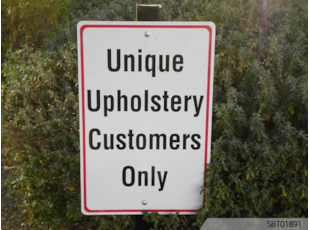 Unique
Upholstery
Customers
Only
SBT01891